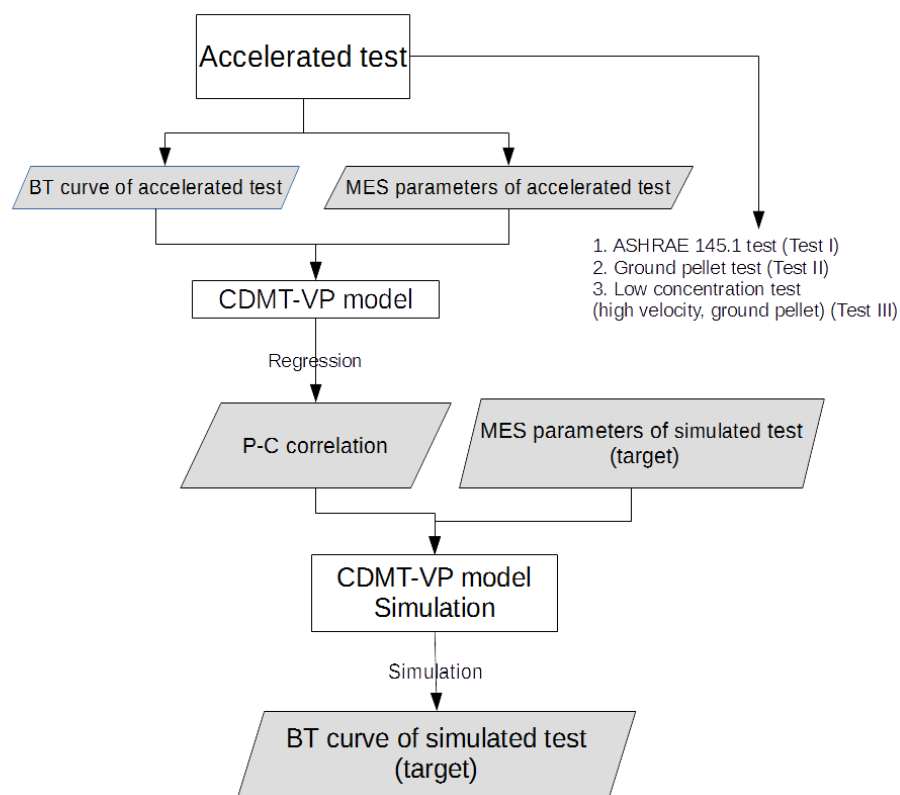 Accelerated test
BT curve of accelerated test
MES parameters of accelerated test
1. ASHRAE 145.1 test (Test I)
2. Ground pellet test (Test II)
3. Low concentration test
(high velocity, ground pellet) (Test III)
CDMT-VP model
Regression
P-C correlation
MES parameters of simulated test
(target)
CDMT-VP model
Simulation
Simulation
BT curve of simulated test
(target)